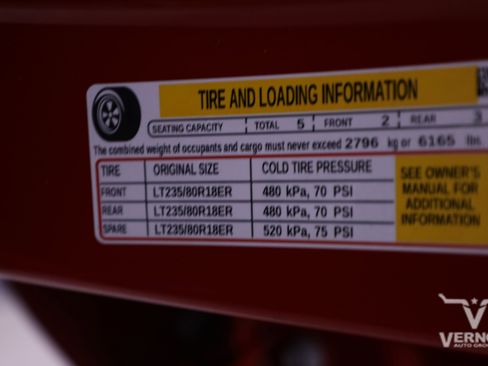 TIRE AND LOADING INFORMATION
SEATING CAPACITY TOTAL 5 FRONT 2 REAR 3
The combined weight of occupants and cargo must never exceed 2796 kg or 6165 lbs.
TIRE ORIGINAL SIZE COLD TIRE PRESSURE
FRONT LT235/80R18ER 480 kPa, 70 PSI
REAR LT235/80R18ER 480 kPa, 70 PSI
SPARE LT235/80R18ER 520 kPa, 75 PSI
SEE OWNER'S
MANUAL FOR
ADDITIONAL
INFORMATION
VERNO
AUTO GROU